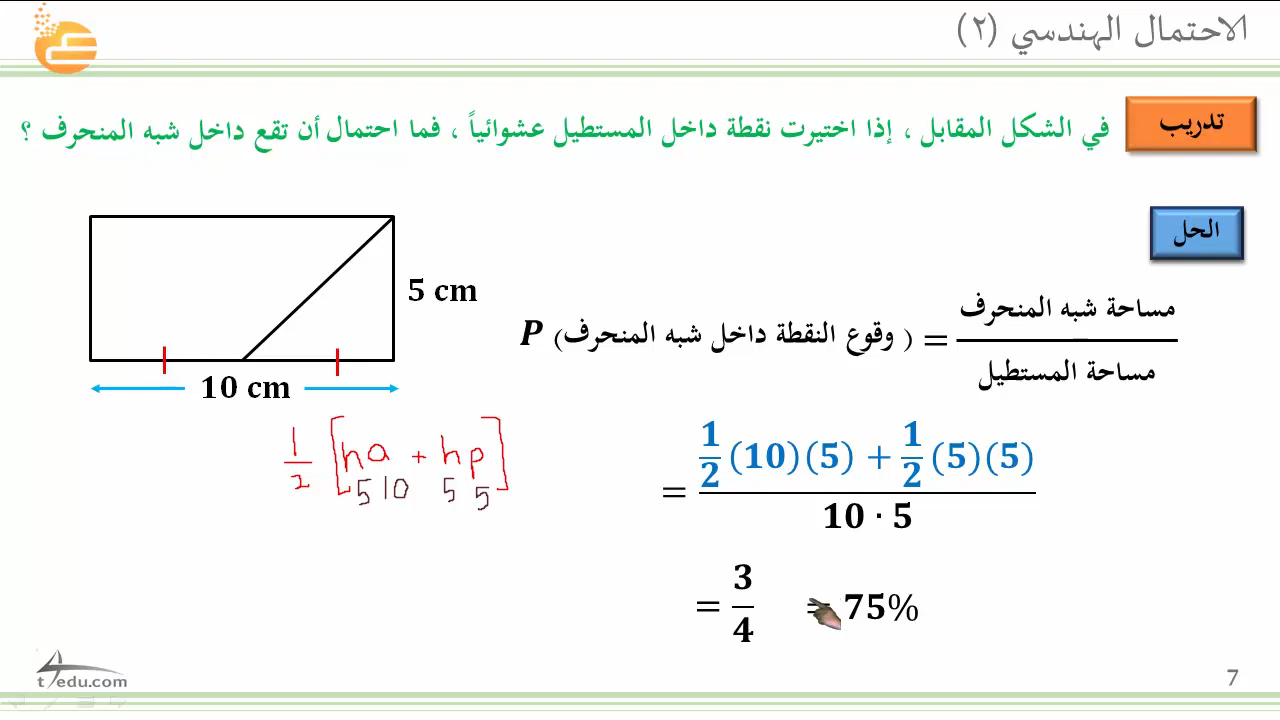 الاحتمال الهندسي (٢)
تدريب
في الشكل المقابل ، إذا اختيرت نقطة داخل المستطيل عشوائياً ، فما احتمال أن تقع داخل شبه المنحرف ؟
الحل
5 cm
10 cm
P (وقوع النقطة داخل شبه المنحرف) = مساحة شبه المنحرف
مساحة المستطيل
1/2 [ha + hp]
5 10 5 5
= (1/2 (10)(5) + 1/2 (5)(5)) / (10 · 5)
= 3/4 = 75%
t4edu.com
7